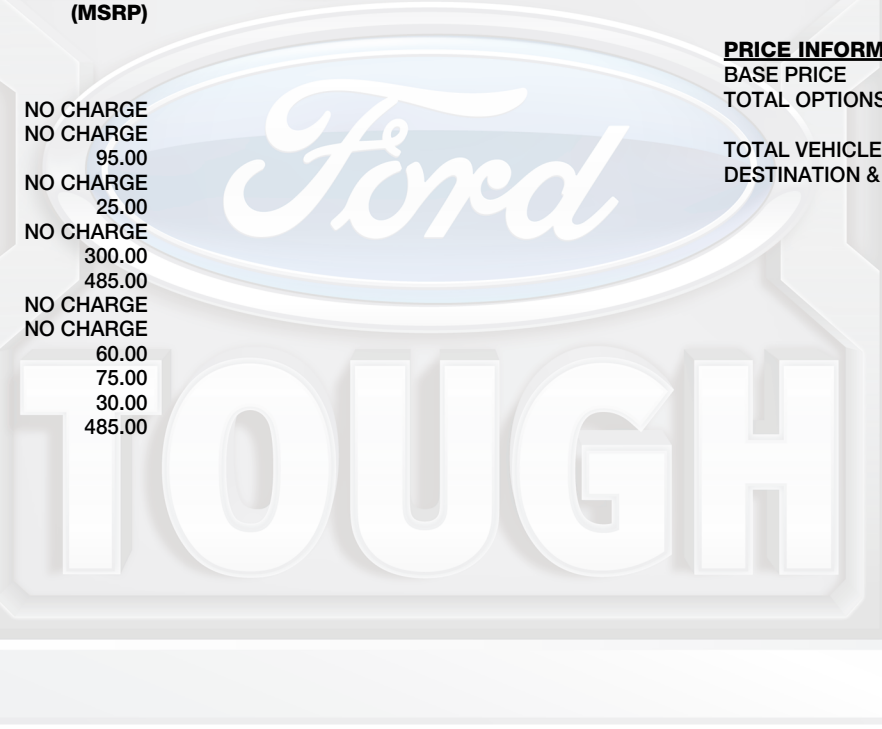 (MSRP)
NO CHARGE
NO CHARGE
95.00
NO CHARGE
25.00
NO CHARGE
300.00
485.00
NO CHARGE
NO CHARGE
60.00
75.00
30.00
485.00
PRICE INFORM
BASE PRICE
TOTAL OPTIONS
TOTAL VEHICLE
DESTINATION &
Ford
TOUGH